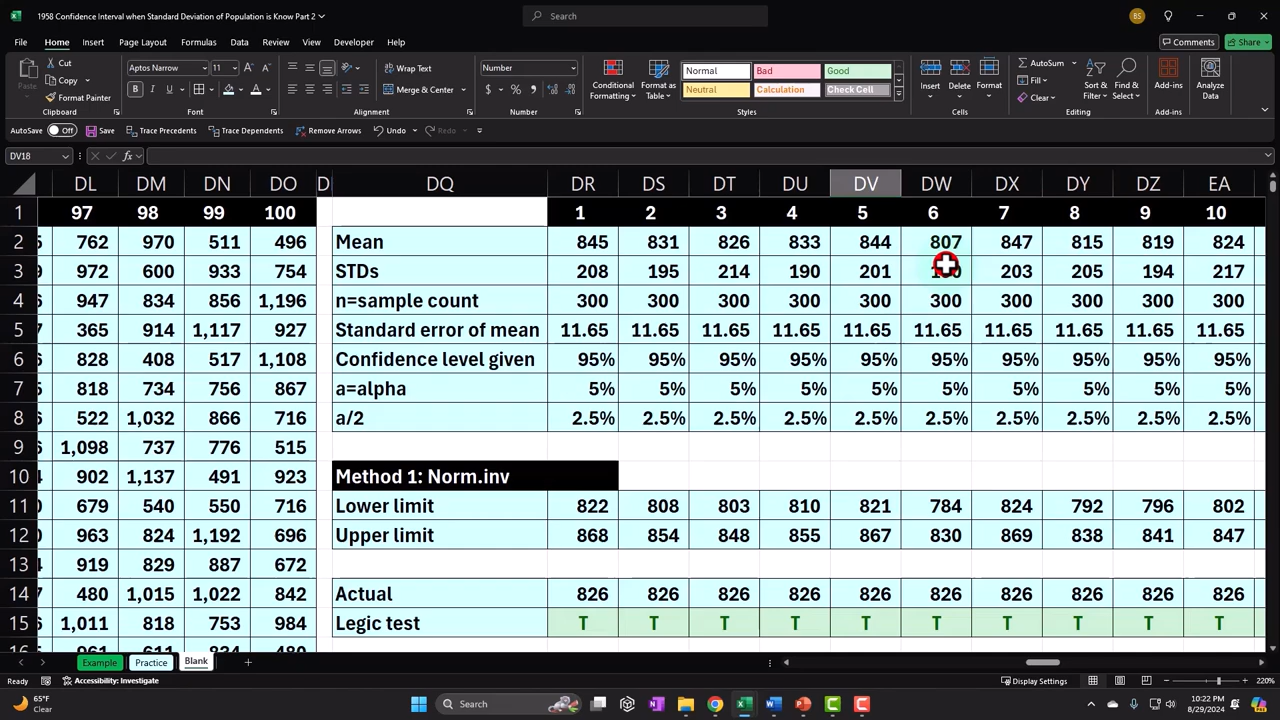 1958 Confidence Interval when Standard Deviation of Population is Know Part 2
Search
BS
File Home Insert Page Layout Formulas Data Review View Developer Help
Comments Share
Paste Cut Copy Format Painter
Aptos Narrow 11
Wrap Text Merge & Center
Number
Conditional Formatting Format as Table
Normal Bad Good
Neutral Calculation Check Cell
Insert Delete Format
AutoSum Fill Clear
Sort & Filter Find & Select Add-ins Analyze Data
Clipboard Font Alignment Number Styles Cells Editing Add-ins
AutoSave Off Save Trace Precedents Trace Dependents Remove Arrows Undo Redo
DV18 fx
DL DM DN DO D DQ DR DS DT DU DV DW DX DY DZ EA
1 97 98 99 100 1 2 3 4 5 6 7 8 9 10
2 762 970 511 496 Mean 845 831 826 833 844 807 847 815 819 824
3 972 600 933 754 STDs 208 195 214 190 201 203 205 194 217
4 947 834 856 1,196 n=sample count 300 300 300 300 300 300 300 300 300 300
5 365 914 1,117 927 Standard error of mean 11.65 11.65 11.65 11.65 11.65 11.65 11.65 11.65 11.65 11.65
6 828 408 517 1,108 Confidence level given 95% 95% 95% 95% 95% 95% 95% 95% 95% 95%
7 818 734 756 867 a=alpha 5% 5% 5% 5% 5% 5% 5% 5% 5% 5%
8 522 1,032 866 716 a/2 2.5% 2.5% 2.5% 2.5% 2.5% 2.5% 2.5% 2.5% 2.5% 2.5%
9 1,098 737 776 515
10 902 1,137 491 923 Method 1: Norm.inv
11 679 540 550 716 Lower limit 822 808 803 810 821 784 824 792 796 802
12 963 824 1,192 696 Upper limit 868 854 848 855 867 830 869 838 841 847
13 919 829 887 672
14 480 1,015 1,022 842 Actual 826 826 826 826 826 826 826 826 826 826
15 1,011 818 753 984 Legic test T T T T T T T T T T
Example Practice Blank
Ready Accessibility: Investigate Display Settings 220%
65°F
Clear
Search
10:22 PM
8/29/2024